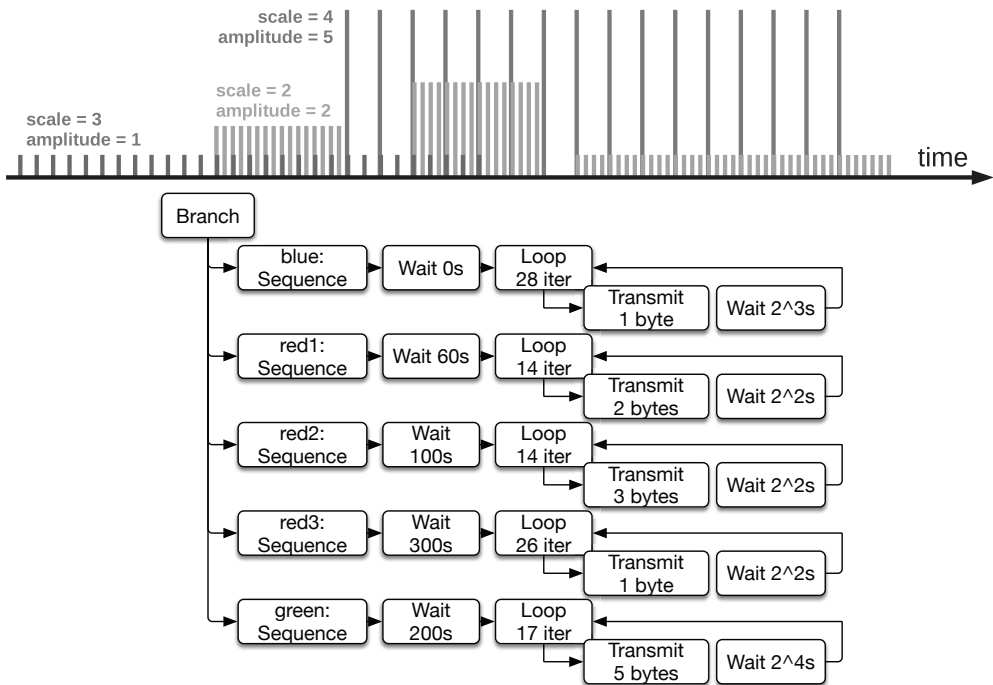 scale = 4
amplitude = 5
scale = 2
amplitude = 2
scale = 3
amplitude = 1
time
Branch
blue:
Sequence
Wait 0s
Loop
28 iter
Transmit
1 byte
Wait 2^3s
red1:
Sequence
Wait 60s
Loop
14 iter
Transmit
2 bytes
Wait 2^2s
red2:
Sequence
Wait
100s
Loop
14 iter
Transmit
3 bytes
Wait 2^2s
red3:
Sequence
Wait
300s
Loop
26 iter
Transmit
1 byte
Wait 2^2s
green:
Sequence
Wait
200s
Loop
17 iter
Transmit
5 bytes
Wait 2^4s